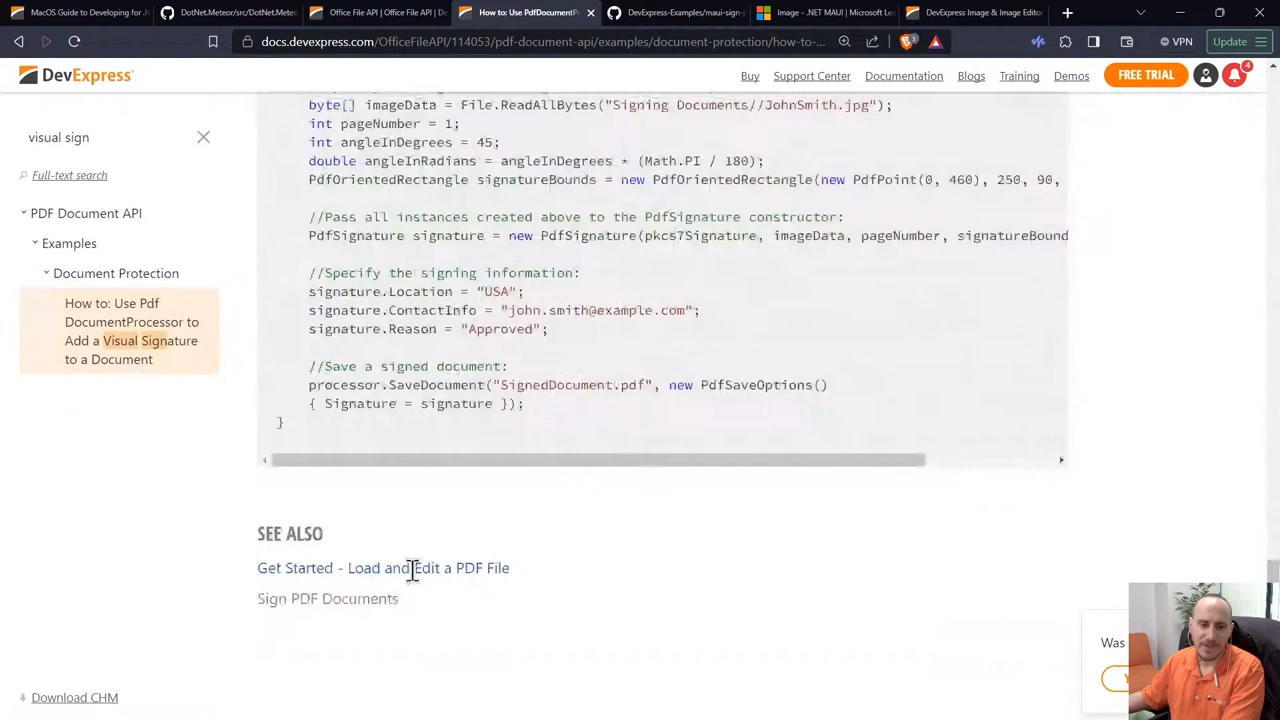 MacOS Guide to Debugging for .N
DotNet.Meteor/src/DotNet.Meteo
Office File API | Office File API | D
How to: Use PdfDocumentP
DevExpress-Examples/maui-sign-p
Image - .NET MAUI | Microsoft Le
DevExpress Image & Image Editor
docs.devexpress.com/OfficeFileAPI/114053/pdf-document-api/examples/document-protection/how-to-...
1
VPN
Update
DevExpress
Buy
Support Center
Documentation
Blogs
Training
Demos
FREE TRIAL
4
visual sign
Full-text search
PDF Document API
Examples
Document Protection
How to: Use Pdf
DocumentProcessor to
Add a Visual Signature
to a Document
Download CHM
byte[] imageData = File.ReadAllBytes("Signing Documents//JohnSmith.jpg");
int pageNumber = 1;
int angleInDegrees = 45;
double angleInRadians = angleInDegrees * (Math.PI / 180);
PdfOrientedRectangle signatureBounds = new PdfOrientedRectangle(new PdfPoint(0, 460), 250, 90,
//Pass all instances created above to the PdfSignature constructor:
PdfSignature signature = new PdfSignature(pkcs7Signature, imageData, pageNumber, signatureBound
//Specify the signing information:
signature.Location = "USA";
signature.ContactInfo = "john.smith@example.com";
signature.Reason = "Approved";
//Save a signed document:
processor.SaveDocument("SignedDocument.pdf", new PdfSaveOptions()
{ Signature = signature });
}
SEE ALSO
Get Started - Load and Edit a PDF File
Sign PDF Documents
Was
Y